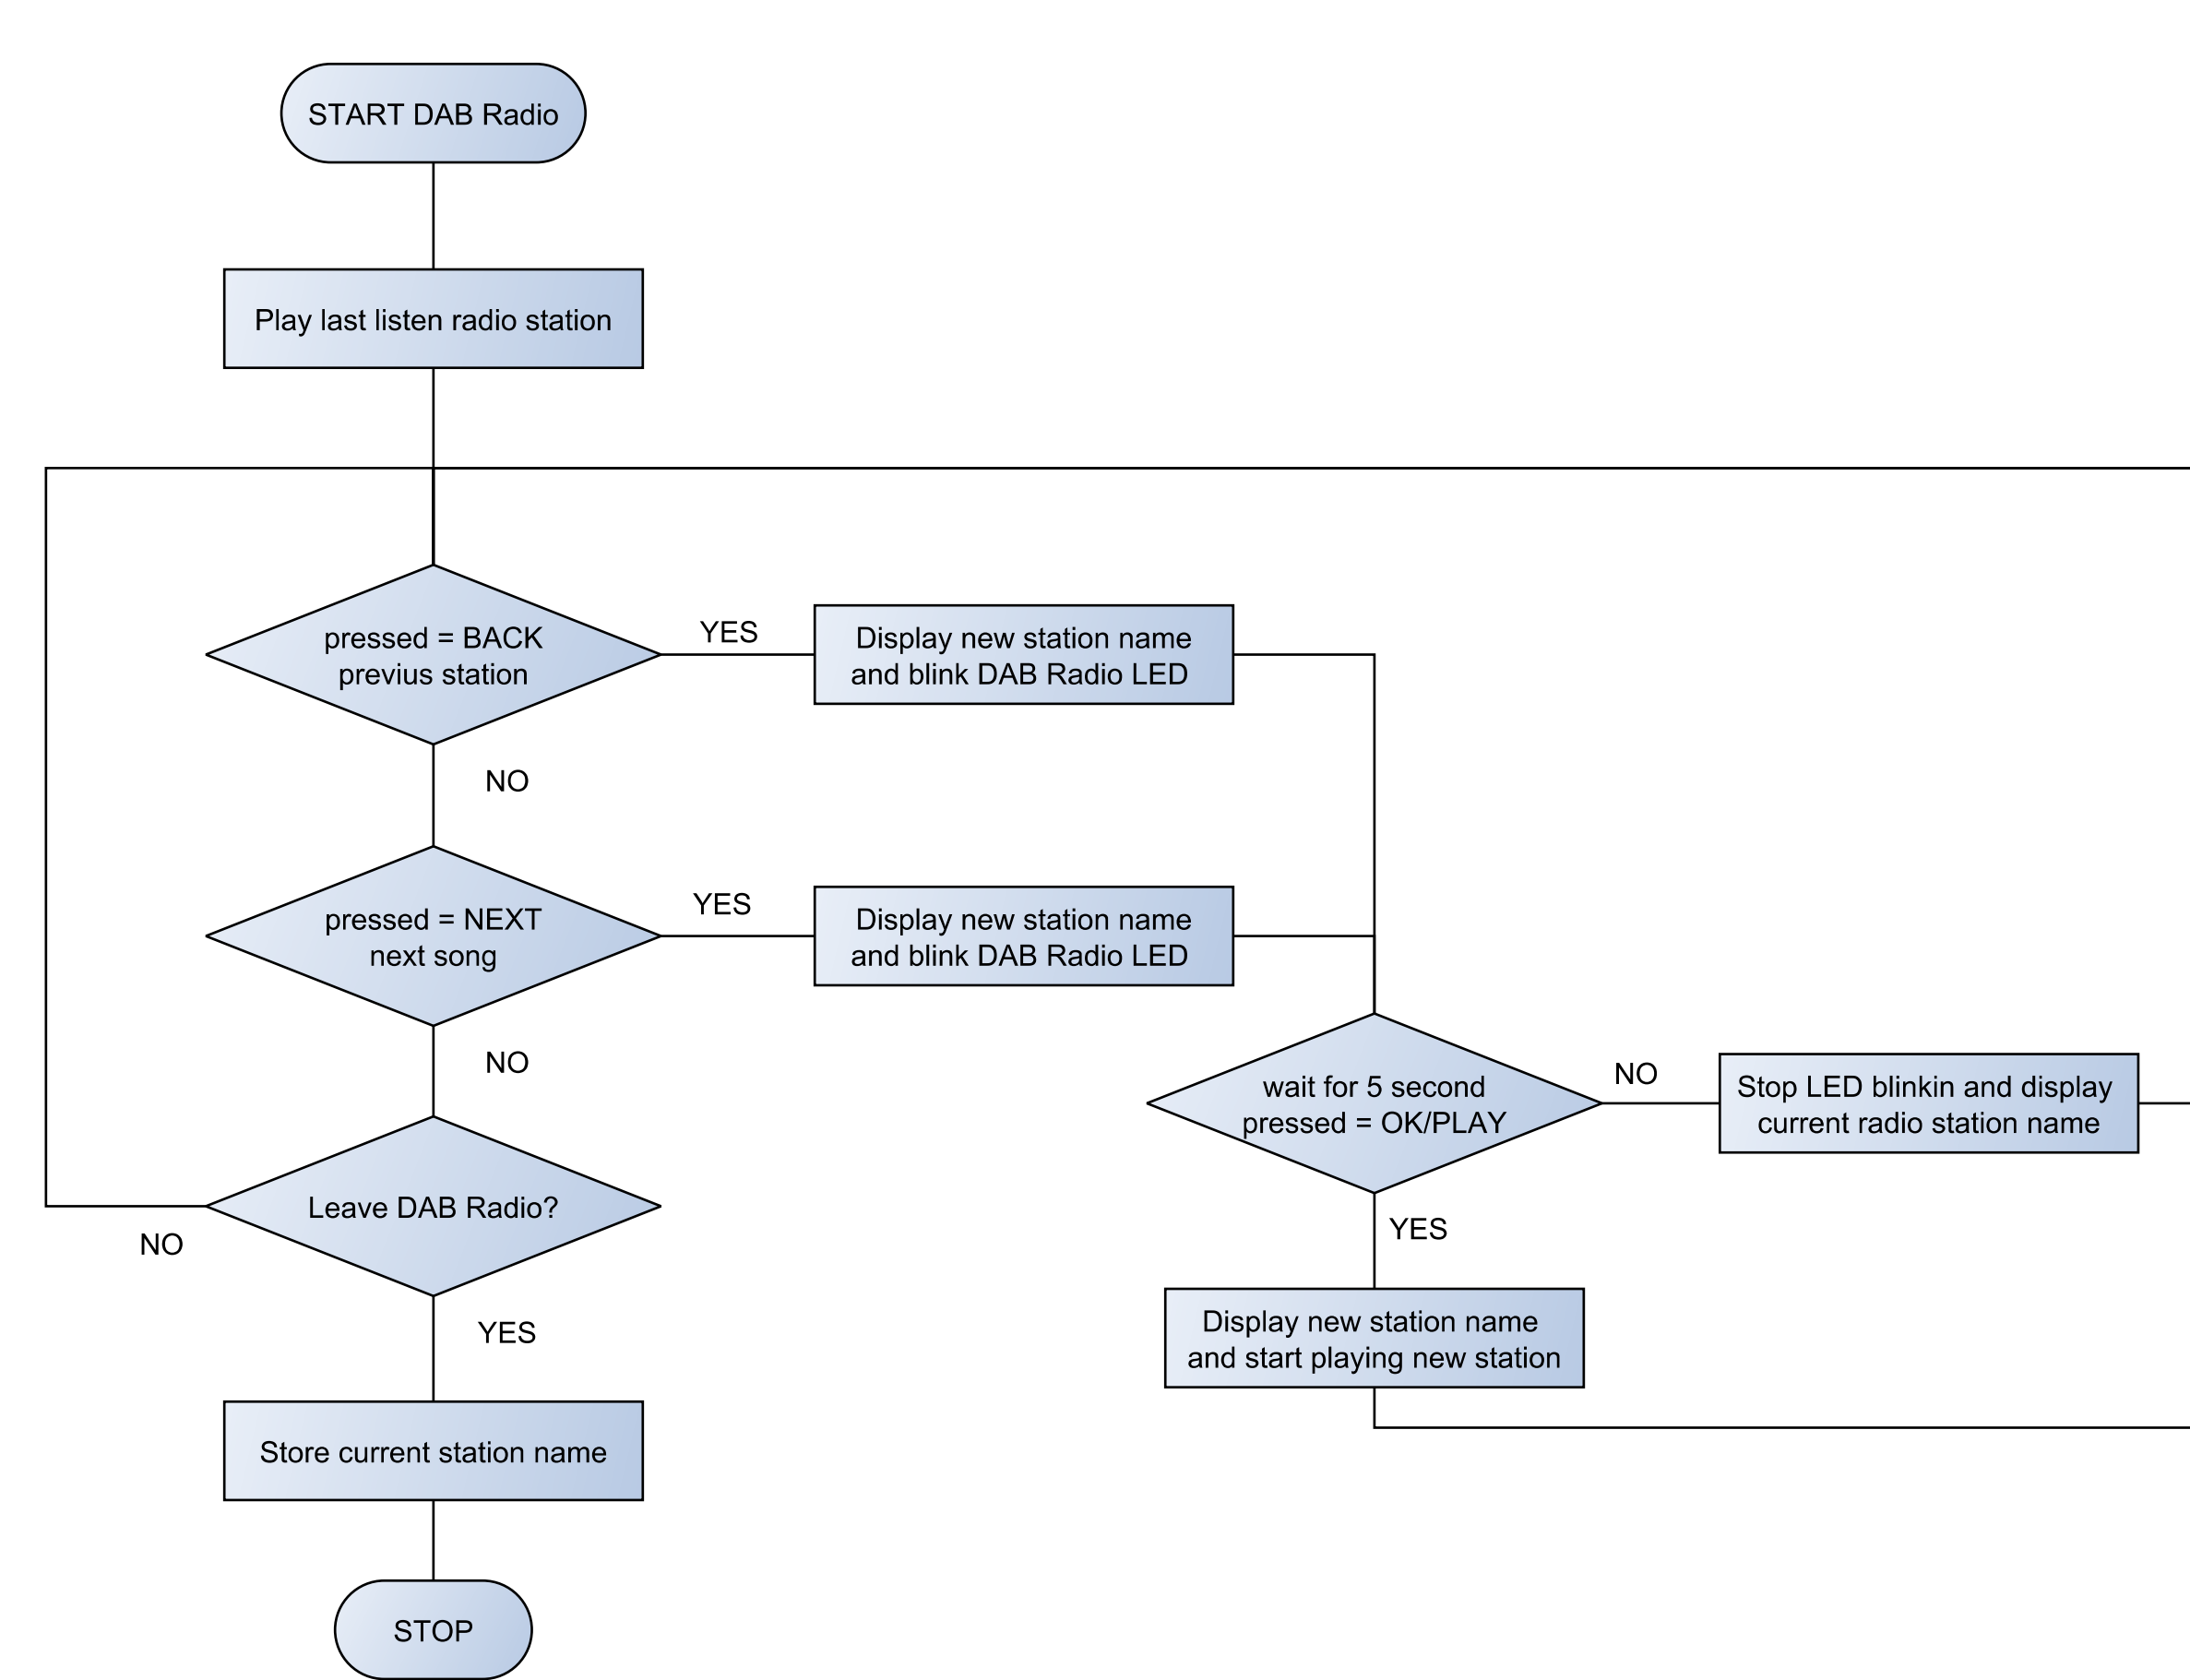 START DAB Radio
Play last listen radio station
pressed = BACK
previus station
YES
Display new station name
and blink DAB Radio LED
NO
pressed = NEXT
next song
YES
Display new station name
and blink DAB Radio LED
NO
wait for 5 second
pressed = OK/PLAY
NO
Stop LED blinkin and display
current radio station name
YES
Display new station name
and start playing new station
Leave DAB Radio?
NO
YES
Store current station name
STOP